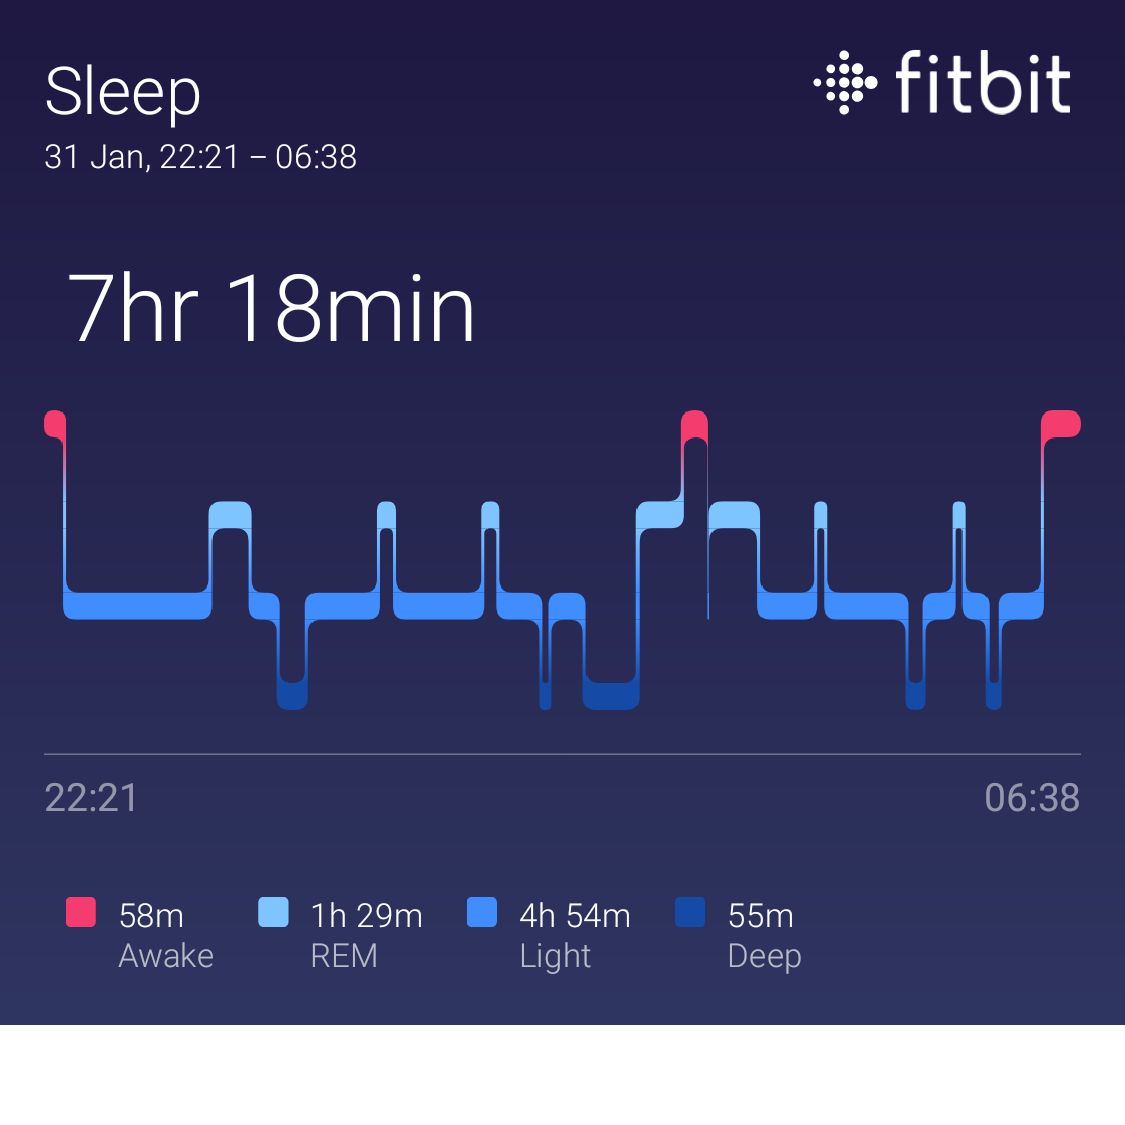 Sleep
fitbit
31 Jan, 22:21 – 06:38
7hr 18min
22:21 06:38
58m 1h 29m 4h 54m 55m
Awake REM Light Deep